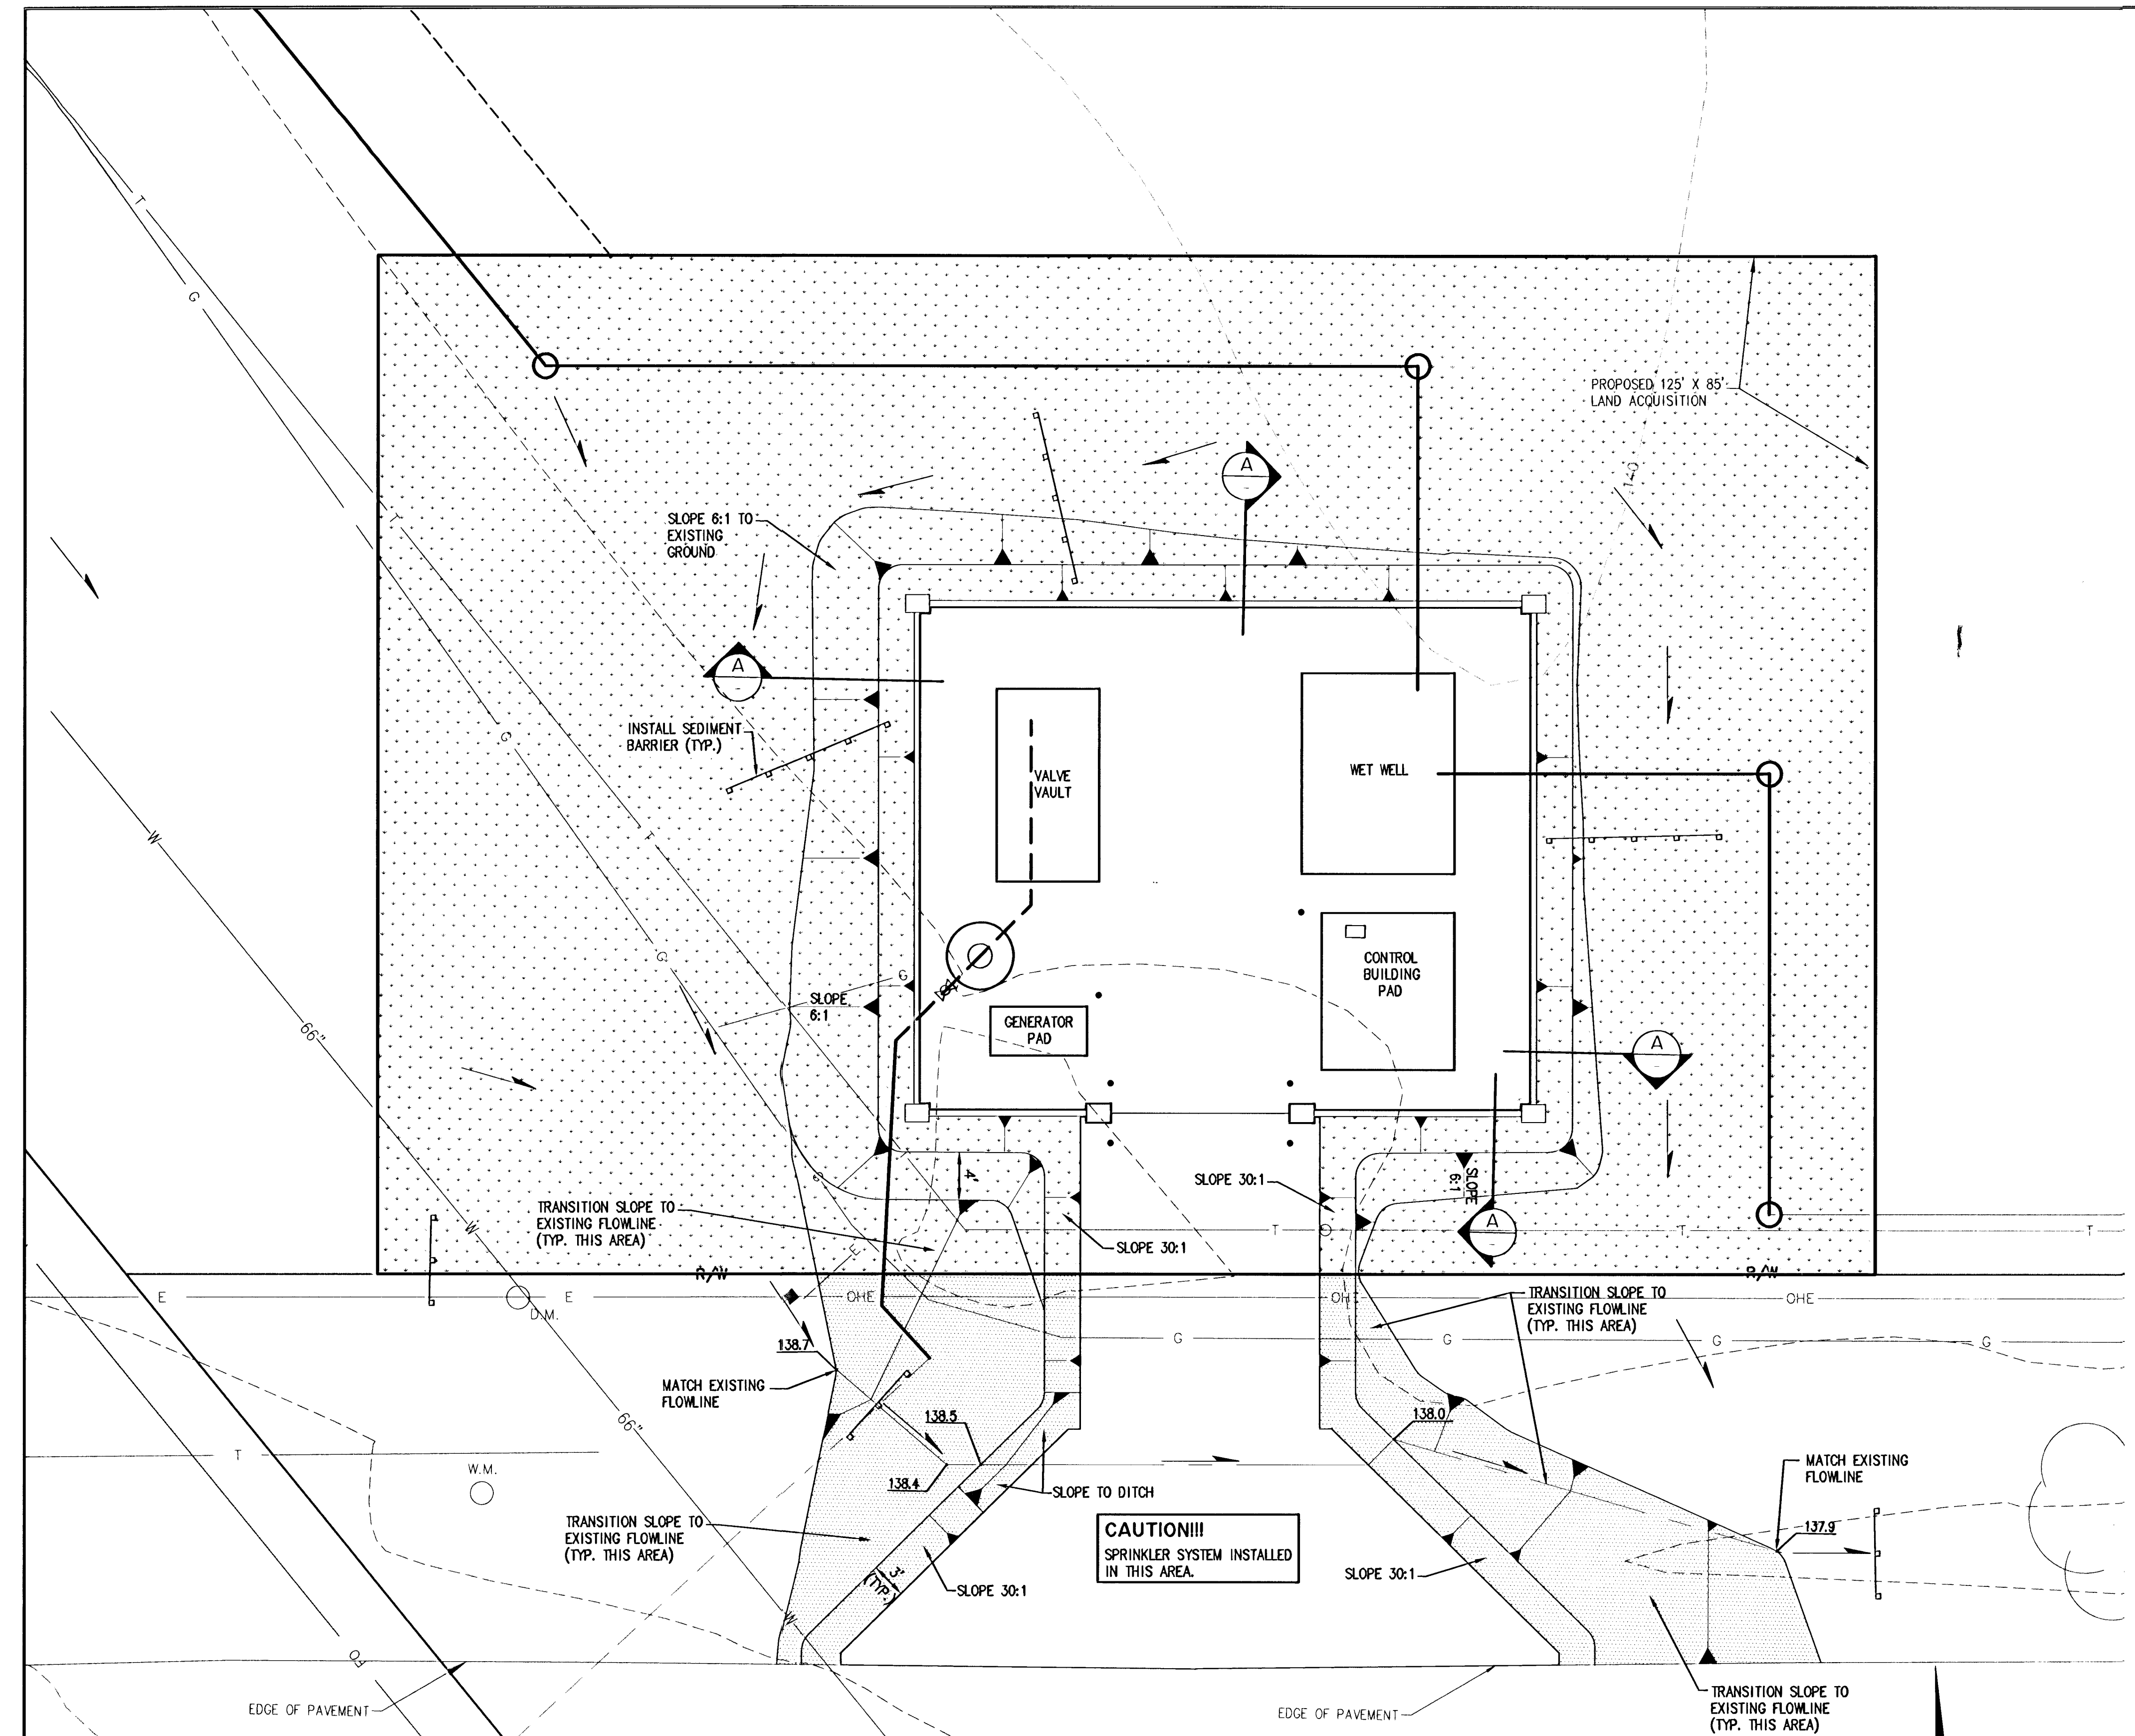 T
G
PROPOSED 125' X 85'
LAND ACQUISITION
A
140
SLOPE 6:1 TO
EXISTING
GROUND
T
A
INSTALL SEDIMENT
BARRIER (TYP.)
G
VALVE
VAULT
WET WELL
W
T
G
G
SLOPE
6:1
CONTROL
BUILDING
PAD
GENERATOR
PAD
66"
A
4'
SLOPE
6:1
SLOPE 30:1
TRANSITION SLOPE TO
EXISTING FLOWLINE
(TYP. THIS AREA)
W
T
A
T
T
SLOPE 30:1
R/W
R/W
E
D.M.
E
OHE
OHE
OHE
TRANSITION SLOPE TO
EXISTING FLOWLINE
(TYP. THIS AREA)
G
G
G
G
138.7
MATCH EXISTING
FLOWLINE
66"
138.5
138.0
T
W.M.
138.4
SLOPE TO DITCH
MATCH EXISTING
FLOWLINE
137.9
TRANSITION SLOPE TO
EXISTING FLOWLINE
(TYP. THIS AREA)
CAUTION!!!
SPRINKLER SYSTEM INSTALLED
IN THIS AREA.
3'
(TYP.)
SLOPE 30:1
SLOPE 30:1
W
FO
EDGE OF PAVEMENT
EDGE OF PAVEMENT
TRANSITION SLOPE TO
EXISTING FLOWLINE
(TYP. THIS AREA)